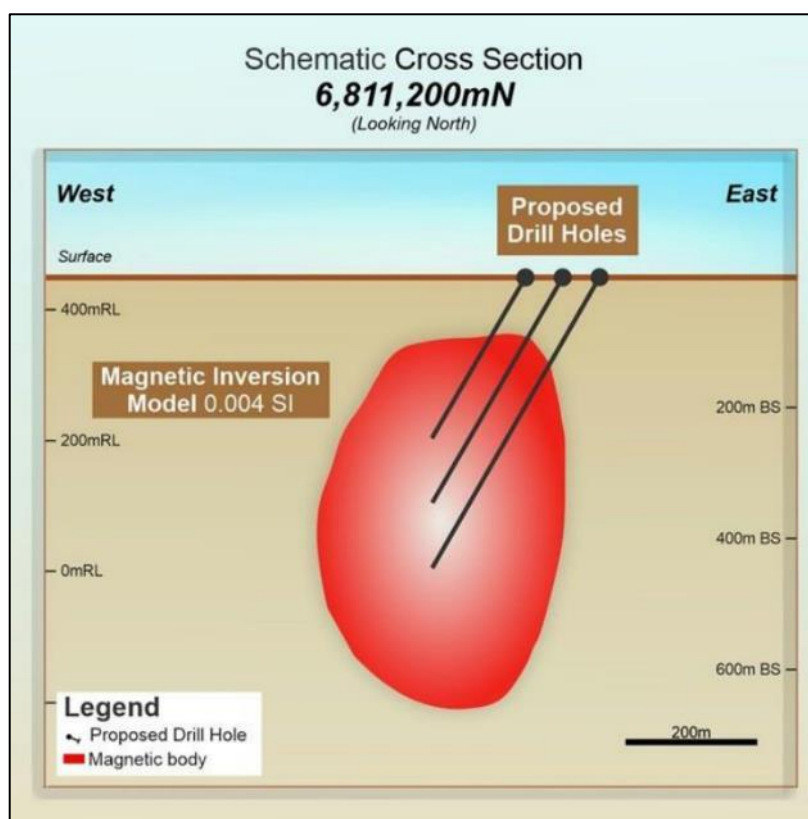 Schematic Cross Section
6,811,200mN
(Looking North)
West
Proposed
Drill Holes
East
Surface
400mRL
Magnetic Inversion
Model 0.004 SI
200m BS
200mRL
400m BS
0mRL
600m BS
Legend
Proposed Drill Hole
Magnetic body
200m